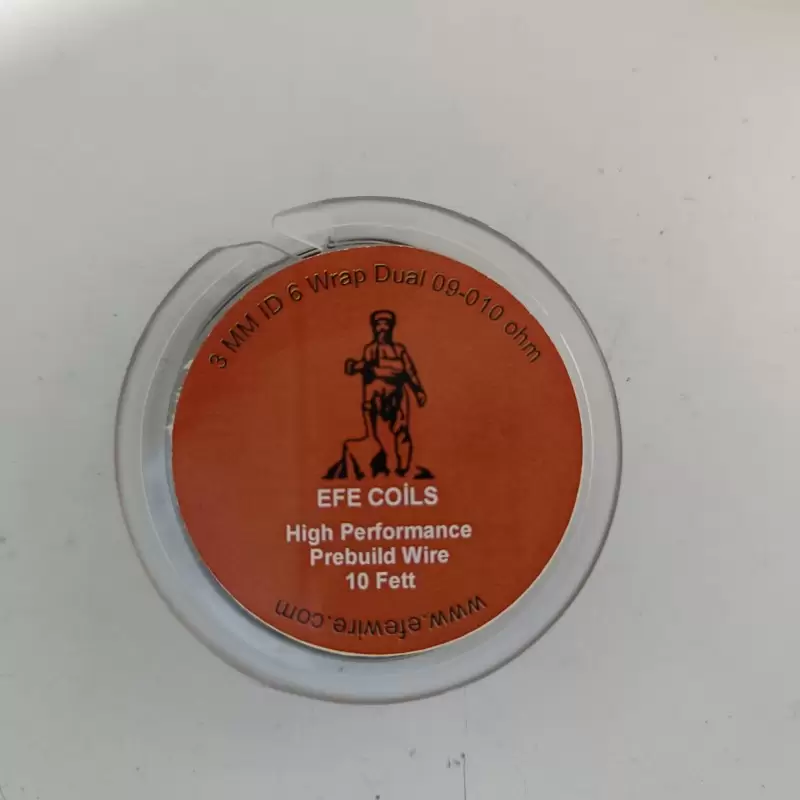 3 MM ID 6 Wrap Dual 09-010 ohm
EFE COİLS
High Performance
Prebuild Wire
10 Fett
www.efewire.com